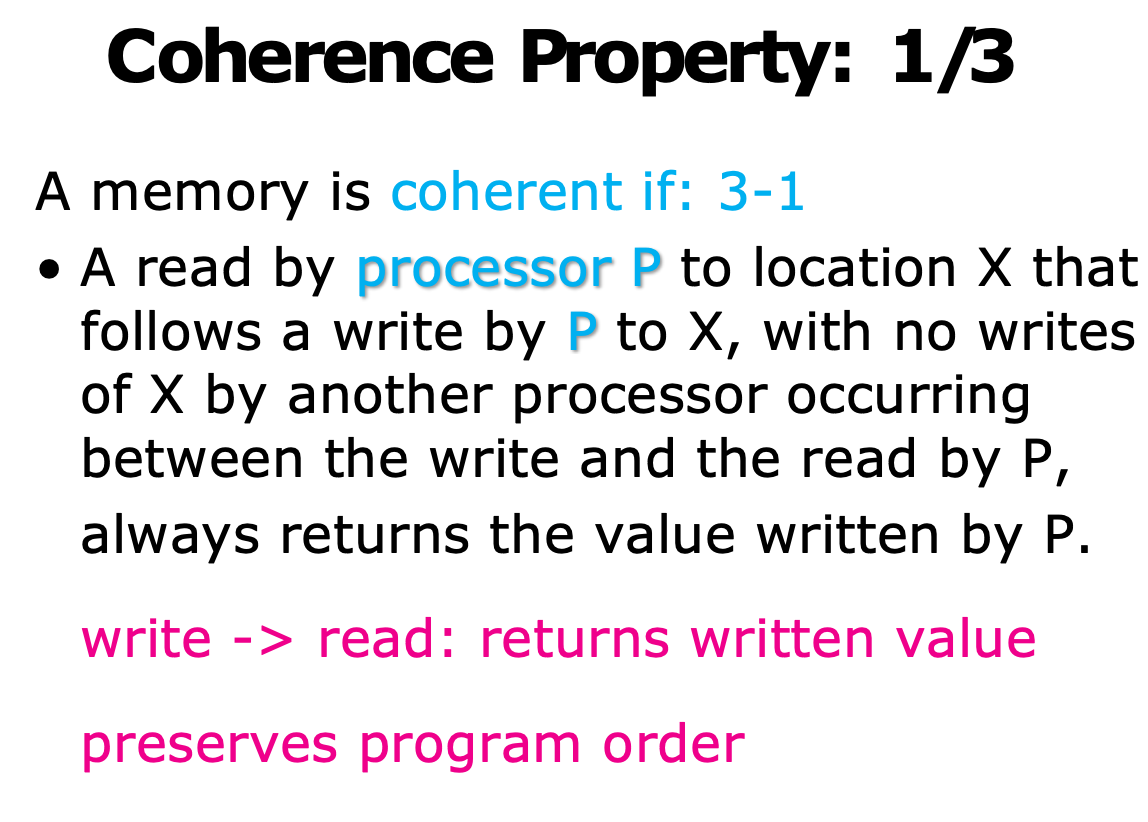 Coherence Property: 1/3
A memory is coherent if: 3-1
• A read by processor P to location X that
follows a write by P to X, with no writes
of X by another processor occurring
between the write and the read by P,
always returns the value written by P.
write -> read: returns written value
preserves program order